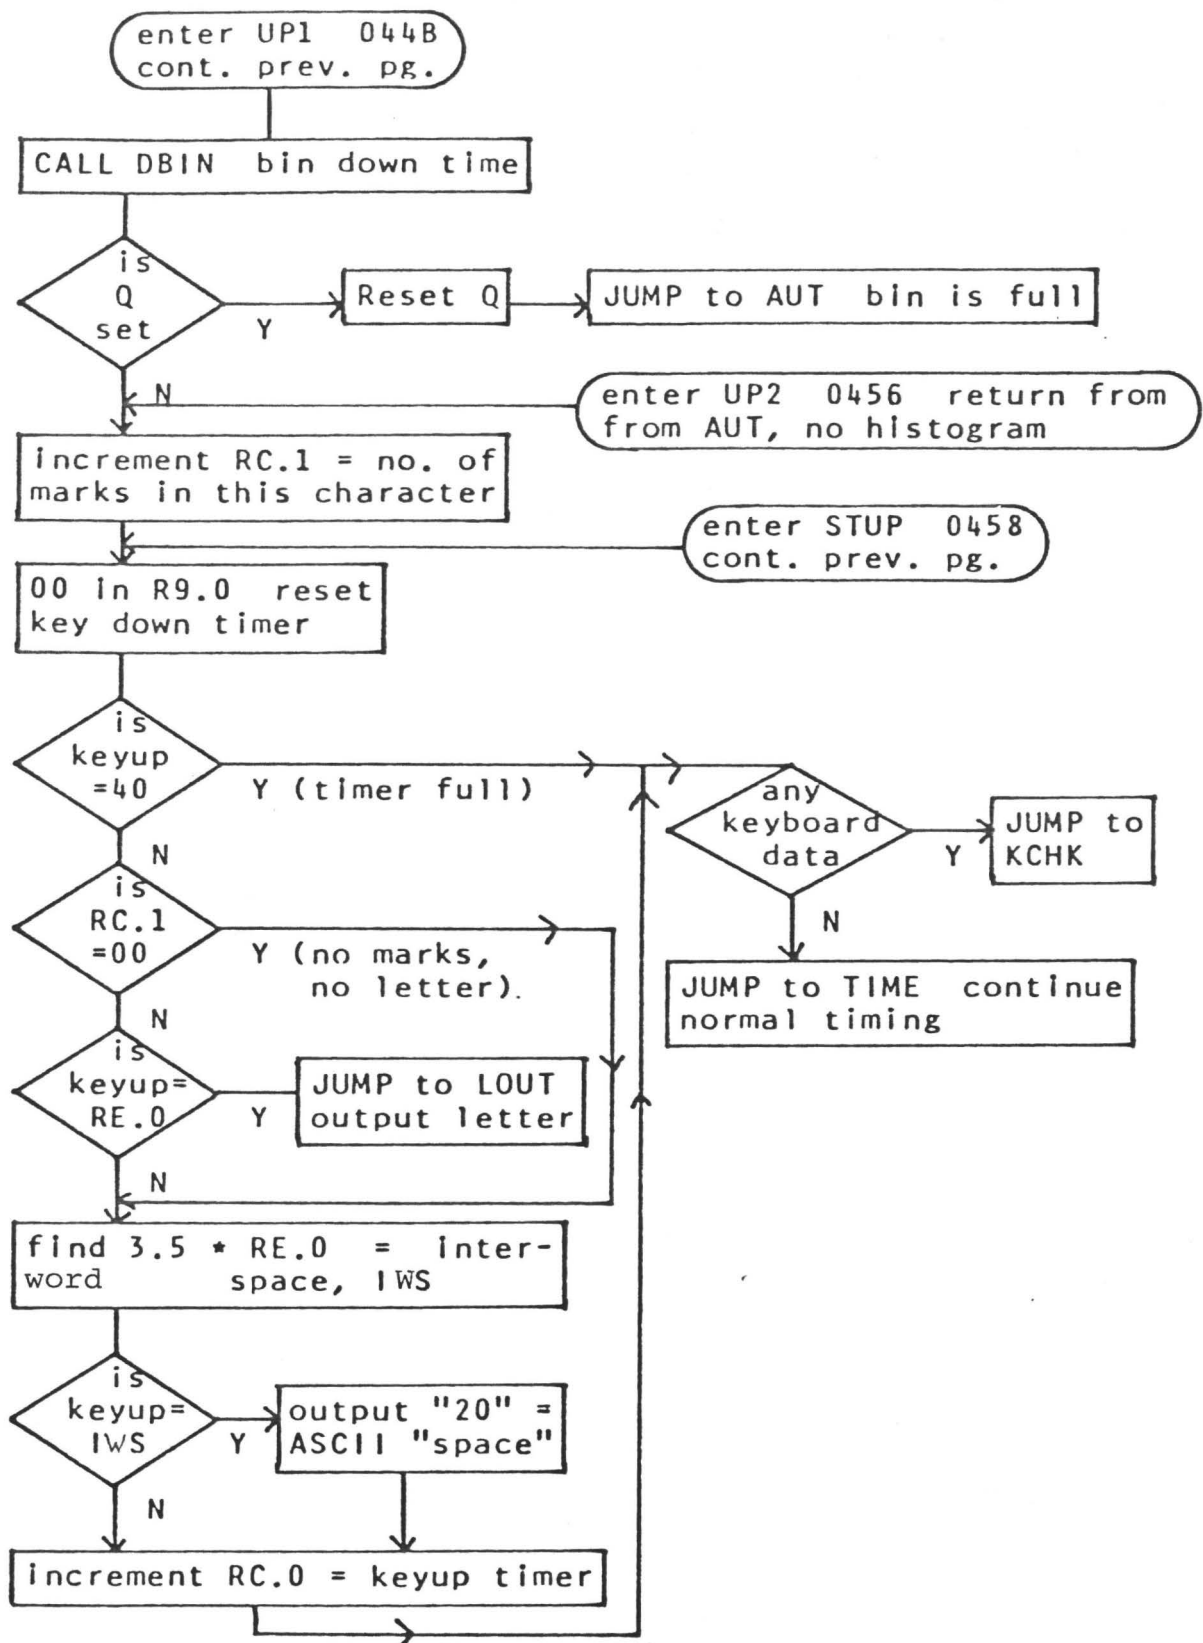 enter UP1 044B
cont. prev. pg.
CALL DBIN bin down time
is
Q
set
Y
Reset Q
JUMP to AUT bin is full
N
enter UP2 0456 return from
from AUT, no histogram
increment RC.1 = no. of
marks in this character
enter STUP 0458
cont. prev. pg.
00 in R9.0 reset
key down timer
is
keyup
=40
Y (timer full)
any
keyboard
data
Y
JUMP to
KCHK
N
JUMP to TIME continue
normal timing
N
is
RC.1
=00
Y (no marks,
no letter).
N
is
keyup=
RE.0
Y
JUMP to LOUT
output letter
N
find 3.5 * RE.0 = inter-
word space, IWS
is
keyup=
IWS
Y
output "20" =
ASCII "space"
N
increment RC.0 = keyup timer